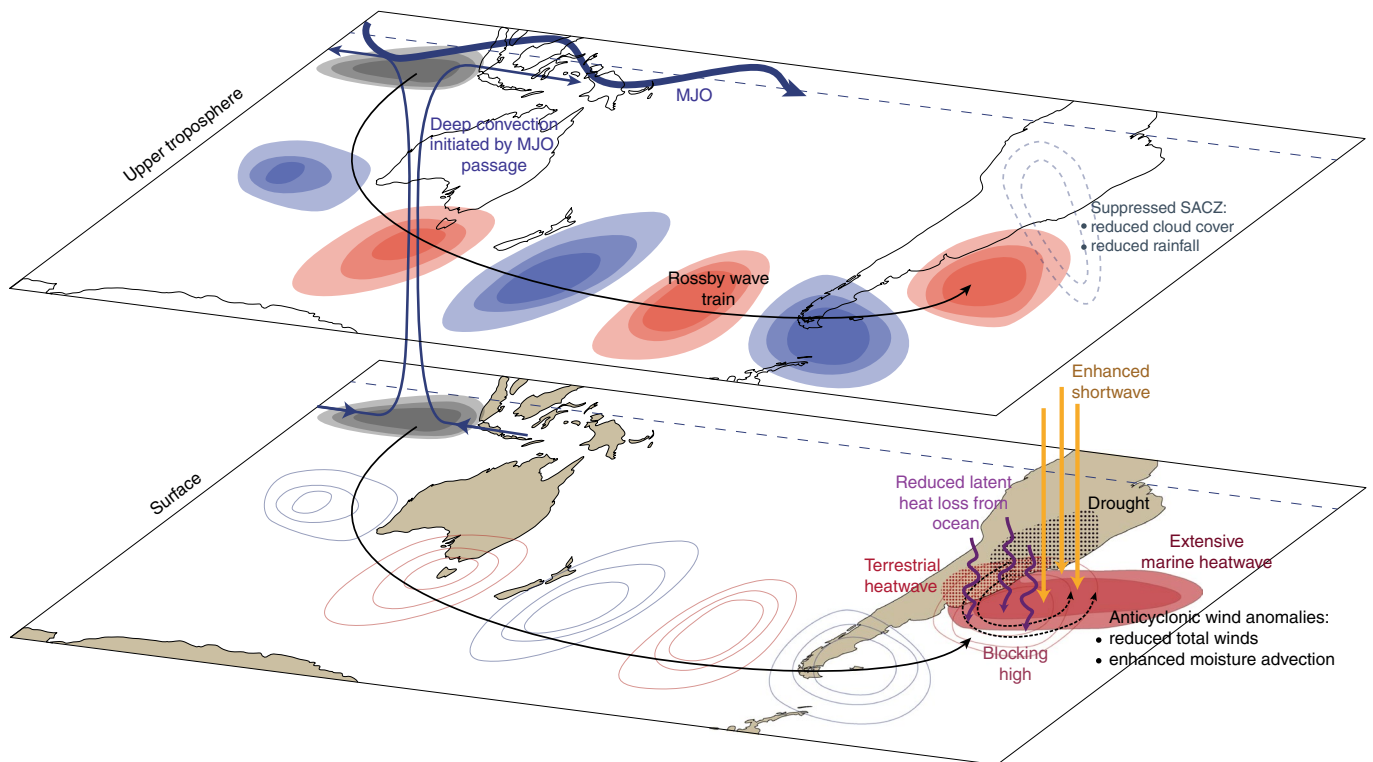 Upper troposphere
MJO
Deep convection
initiated by MJO
passage
Suppressed SACZ:
• reduced cloud cover
• reduced rainfall
Rossby wave
train
Surface
Enhanced
shortwave
Reduced latent
heat loss from
ocean
Drought
Terrestrial
heatwave
Extensive
marine heatwave
Anticyclonic wind anomalies:
• reduced total winds
• enhanced moisture advection
Blocking
high